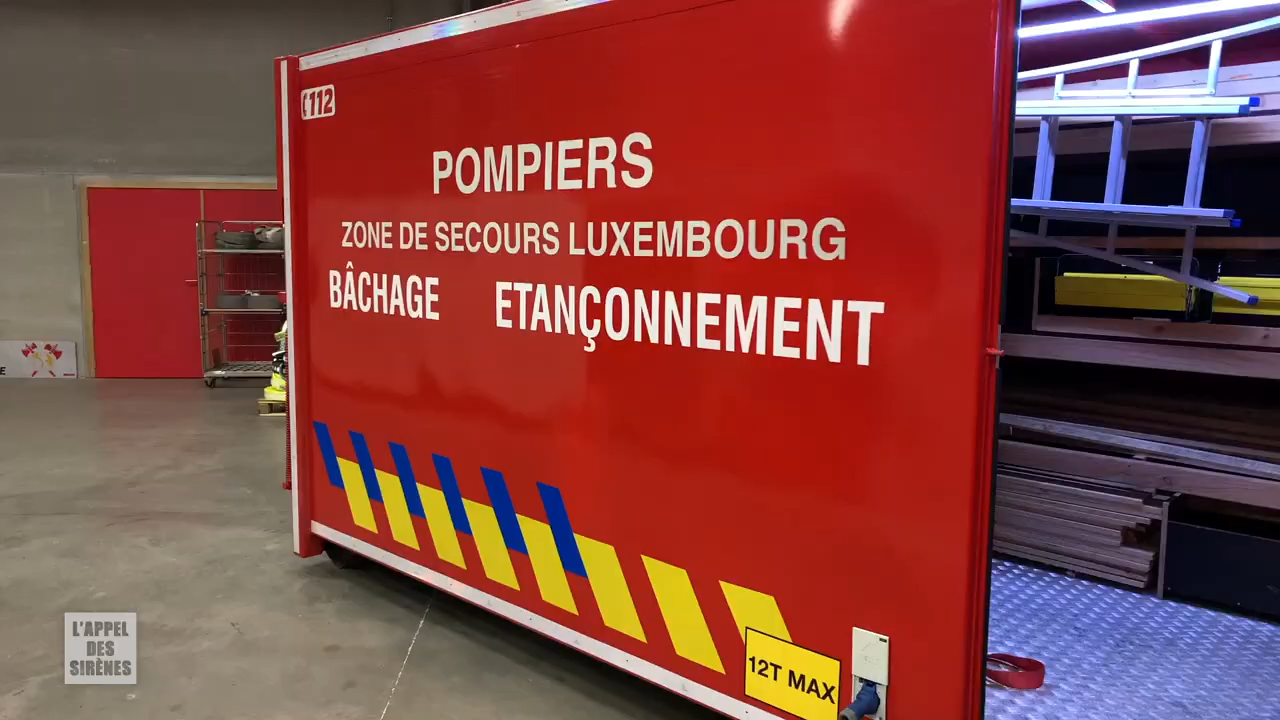 112
POMPIERS
ZONE DE SECOURS LUXEMBOURG
BÂCHAGE ETANÇONNEMENT
12T MAX
E
L'APPEL
DES
SIRÈNES